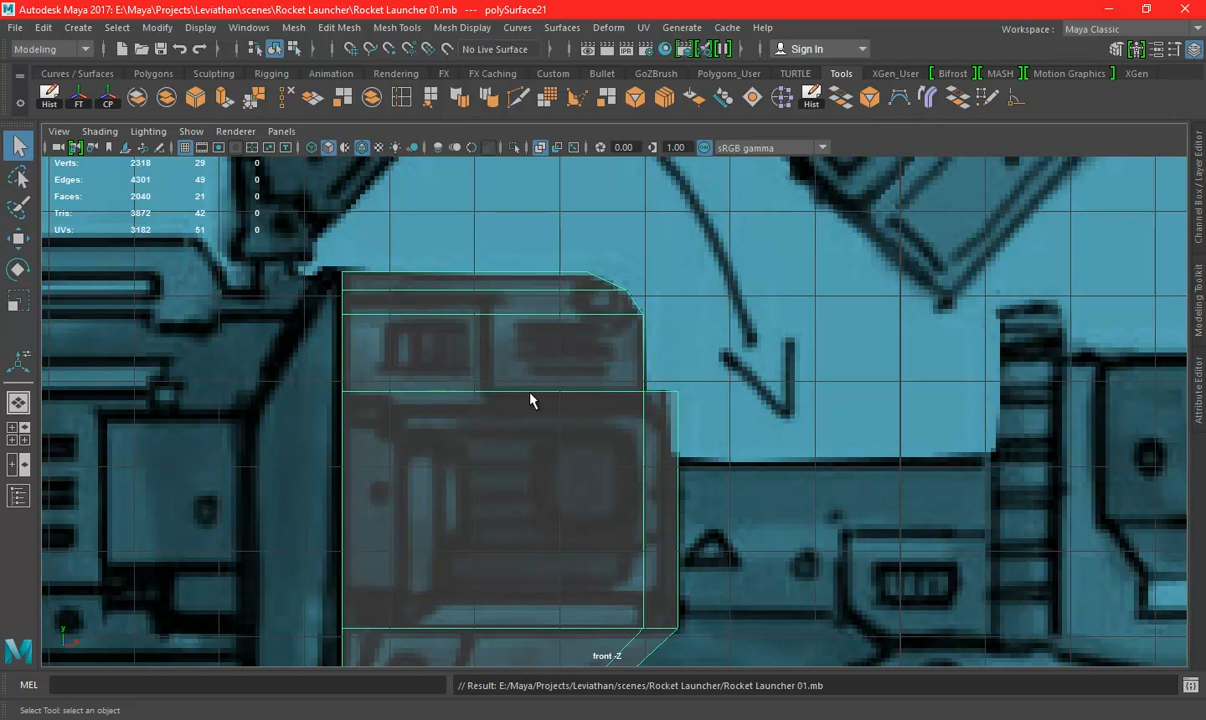 Autodesk Maya 2017: E:\Maya\Projects\Leviathan\scenes\Rocket Launcher\Rocket Launcher 01.mb   ---   polySurface21
File Edit Create Select Modify Display Windows Mesh Edit Mesh Mesh Tools Mesh Display Curves Surfaces Deform UV Generate Cache Help Workspace : Maya Classic
Modeling No Live Surface Sign In
Curves / Surfaces Polygons Sculpting Rigging Animation Rendering FX FX Caching Custom Bullet GoZBrush Polygons_User TURTLE Tools XGen_User Bifrost MASH Motion Graphics XGen
Hist FT CP Hist
View Shading Lighting Show Renderer Panels
0.00 1.00 sRGB gamma
Verts: 2318 29 0
Edges: 4301 49 0
Faces: 2040 21 0
Tris: 3872 42 0
UVs: 3182 51 0
Channel Box / Layer Editor
Modeling Toolkit
Attribute Editor
y
x
front -Z
MEL // Result: E:/Maya/Projects/Leviathan/scenes/Rocket Launcher/Rocket Launcher 01.mb
Select Tool: select an object